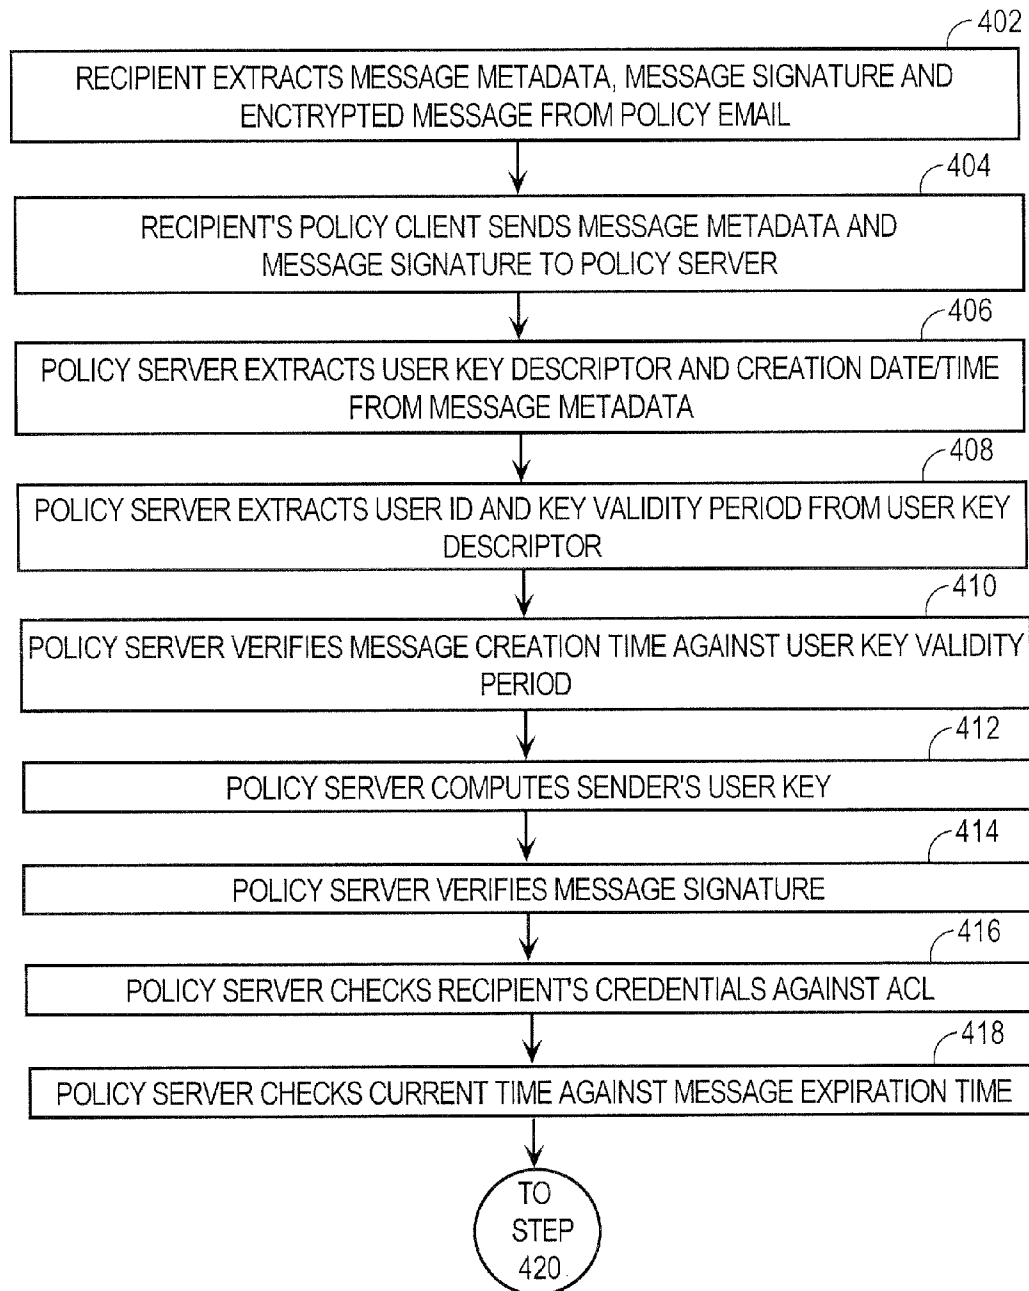 402
RECIPIENT EXTRACTS MESSAGE METADATA, MESSAGE SIGNATURE AND
ENCTRYPTED MESSAGE FROM POLICY EMAIL
404
RECIPIENT'S POLICY CLIENT SENDS MESSAGE METADATA AND
MESSAGE SIGNATURE TO POLICY SERVER
406
POLICY SERVER EXTRACTS USER KEY DESCRIPTOR AND CREATION DATE/TIME
FROM MESSAGE METADATA
408
POLICY SERVER EXTRACTS USER ID AND KEY VALIDITY PERIOD FROM USER KEY
DESCRIPTOR
410
POLICY SERVER VERIFIES MESSAGE CREATION TIME AGAINST USER KEY VALIDITY
PERIOD
412
POLICY SERVER COMPUTES SENDER'S USER KEY
414
POLICY SERVER VERIFIES MESSAGE SIGNATURE
416
POLICY SERVER CHECKS RECIPIENT'S CREDENTIALS AGAINST ACL
418
POLICY SERVER CHECKS CURRENT TIME AGAINST MESSAGE EXPIRATION TIME
TO
STEP
420